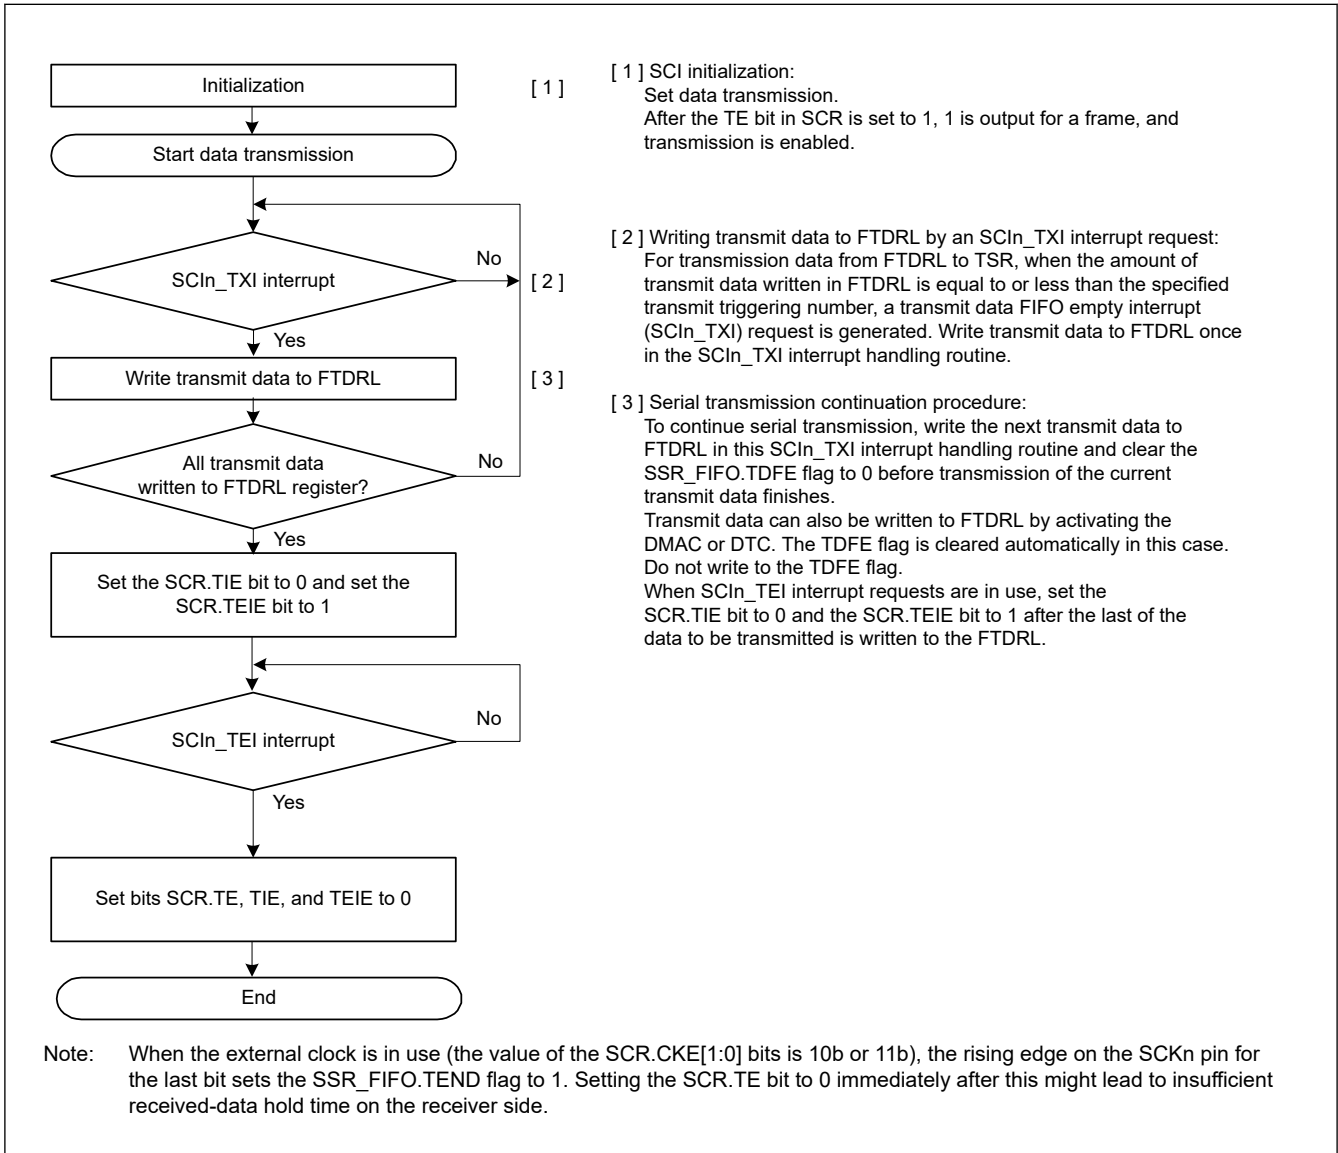 Initialization
[ 1 ]
Start data transmission
SCIn_TXI interrupt
No
[ 2 ]
Yes
Write transmit data to FTDRL
[ 3 ]
All transmit data
written to FTDRL register?
No
Yes
Set the SCR.TIE bit to 0 and set the
SCR.TEIE bit to 1
SCIn_TEI interrupt
No
Yes
Set bits SCR.TE, TIE, and TEIE to 0
End
[ 1 ] SCI initialization:
Set data transmission.
After the TE bit in SCR is set to 1, 1 is output for a frame, and
transmission is enabled.
[ 2 ] Writing transmit data to FTDRL by an SCIn_TXI interrupt request:
For transmission data from FTDRL to TSR, when the amount of
transmit data written in FTDRL is equal to or less than the specified
transmit triggering number, a transmit data FIFO empty interrupt
(SCIn_TXI) request is generated. Write transmit data to FTDRL once
in the SCIn_TXI interrupt handling routine.
[ 3 ] Serial transmission continuation procedure:
To continue serial transmission, write the next transmit data to
FTDRL in this SCIn_TXI interrupt handling routine and clear the
SSR_FIFO.TDFE flag to 0 before transmission of the current
transmit data finishes.
Transmit data can also be written to FTDRL by activating the
DMAC or DTC. The TDFE flag is cleared automatically in this case.
Do not write to the TDFE flag.
When SCIn_TEI interrupt requests are in use, set the
SCR.TIE bit to 0 and the SCR.TEIE bit to 1 after the last of the
data to be transmitted is written to the FTDRL.
Note: When the external clock is in use (the value of the SCR.CKE[1:0] bits is 10b or 11b), the rising edge on the SCKn pin for
the last bit sets the SSR_FIFO.TEND flag to 1. Setting the SCR.TE bit to 0 immediately after this might lead to insufficient
received-data hold time on the receiver side.